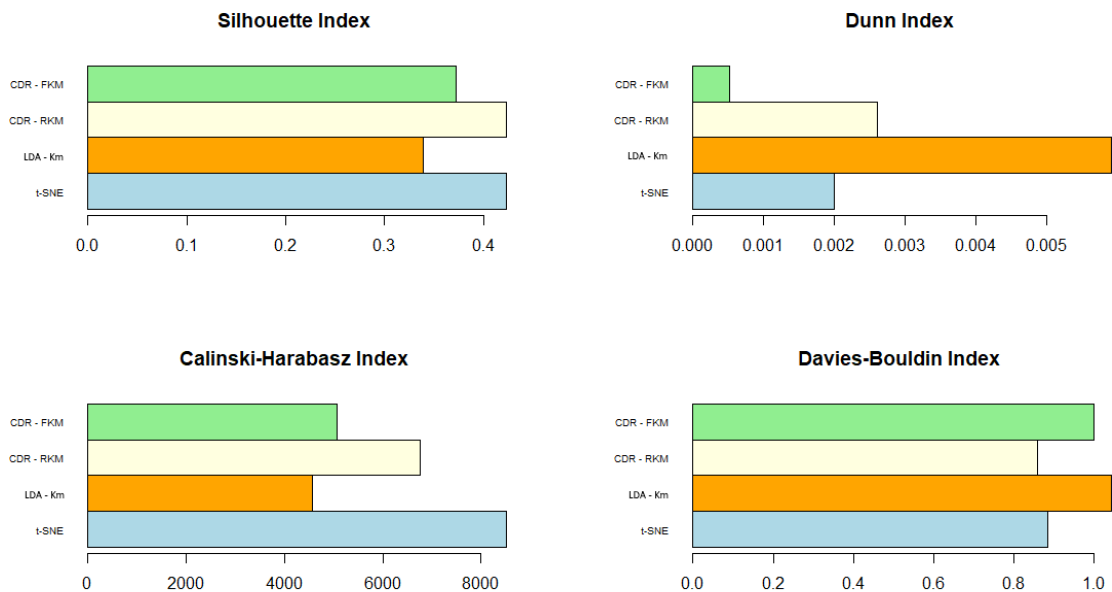 Silhouette Index
CDR - FKM
CDR - RKM
LDA - Km
t-SNE
0.0 0.1 0.2 0.3 0.4
Dunn Index
CDR - FKM
CDR - RKM
LDA - Km
t-SNE
0.000 0.001 0.002 0.003 0.004 0.005
Calinski-Harabasz Index
CDR - FKM
CDR - RKM
LDA - Km
t-SNE
0 2000 4000 6000 8000
Davies-Bouldin Index
CDR - FKM
CDR - RKM
LDA - Km
t-SNE
0.0 0.2 0.4 0.6 0.8 1.0